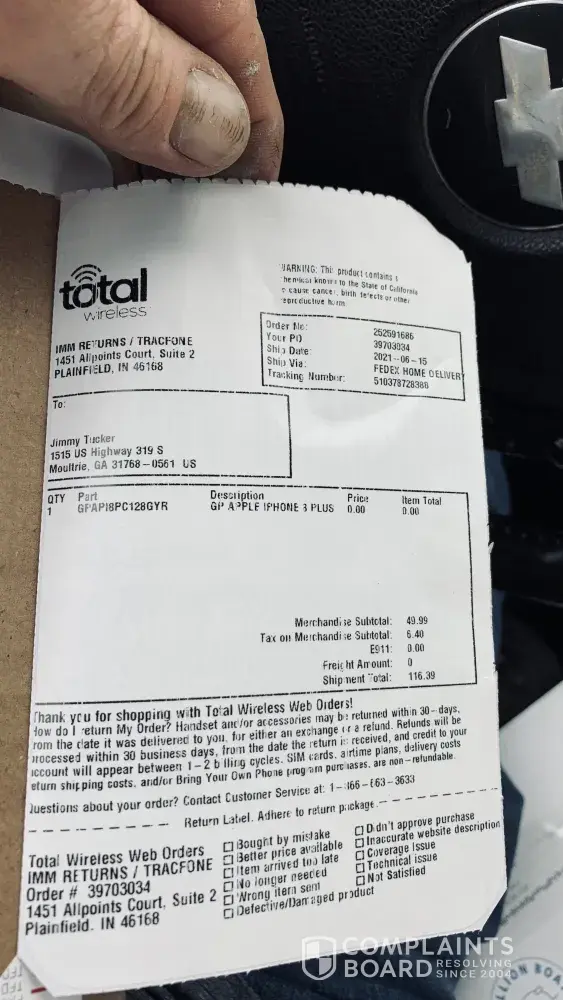 total
wireless
WARNING: This product contains a
chemical known to the State of California
to cause cancer, birth defects or other
reproductive harm.
IMM RETURNS / TRACFONE
1451 Allpoints Court, Suite 2
PLAINFIELD, IN 46168
Order No: 252591686
Your PO 39703034
Ship Date: 2021-06-15
Ship Via: FEDEX HOME DELIVERY
Tracking Number: 510378728380
To:
Jimmy Tucker
1515 US Highway 319 S
Moultrie, GA 31768-0561 US
QTY Part Description Price Item Total
1 GPAPI8PC128GYR GP APPLE IPHONE 8 PLUS 0.00 0.00
Merchandise Subtotal: 49.99
Tax on Merchandise Subtotal: 6.40
E911: 0.00
Freight Amount: 0
Shipment Total: 116.39
Thank you for shopping with Total Wireless Web Orders!
How do I return My Order? Handset and/or accessories may be returned within 30-days,
from the date it was delivered to you, for either an exchange or a refund. Refunds will be
processed within 30 business days, from the date the return is received, and credit to your
account will appear between 1-2 billing cycles. SIM cards, airtime plans, delivery costs
return shipping costs, and/or Bring Your Own Phone program purchases, are non-refundable.
Questions about your order? Contact Customer Service at:
Return Label. Adhere to return package.
Total Wireless Web Orders
IMM RETURNS / TRACFONE
Order # 39703034
1451 Allpoints Court, Suite 2
Plainfield, IN 46168
Bought by mistake
Better price available
Item arrived too late
No longer needed
Wrong item sent
Defective/Damaged product
Didn't approve purchase
Inaccurate website description
Coverage Issue
Technical issue
Not Satisfied
COMPLAINTS
BOARD RESOLVING
SINCE 2004